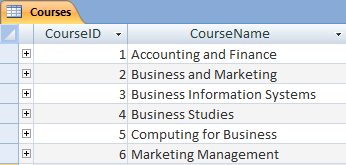 Courses
CourseID CourseName
1 Accounting and Finance
2 Business and Marketing
3 Business Information Systems
4 Business Studies
5 Computing for Business
6 Marketing Management